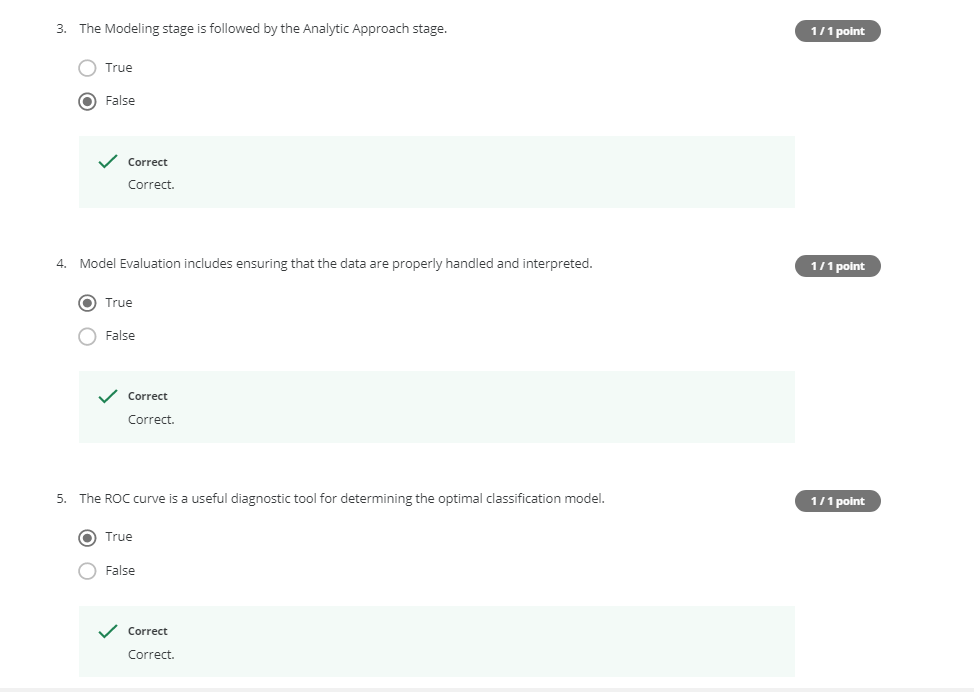 3. The Modeling stage is followed by the Analytic Approach stage.
1 / 1 point
True
False
Correct
Correct.
4. Model Evaluation includes ensuring that the data are properly handled and interpreted.
1 / 1 point
True
False
Correct
Correct.
5. The ROC curve is a useful diagnostic tool for determining the optimal classification model.
1 / 1 point
True
False
Correct
Correct.